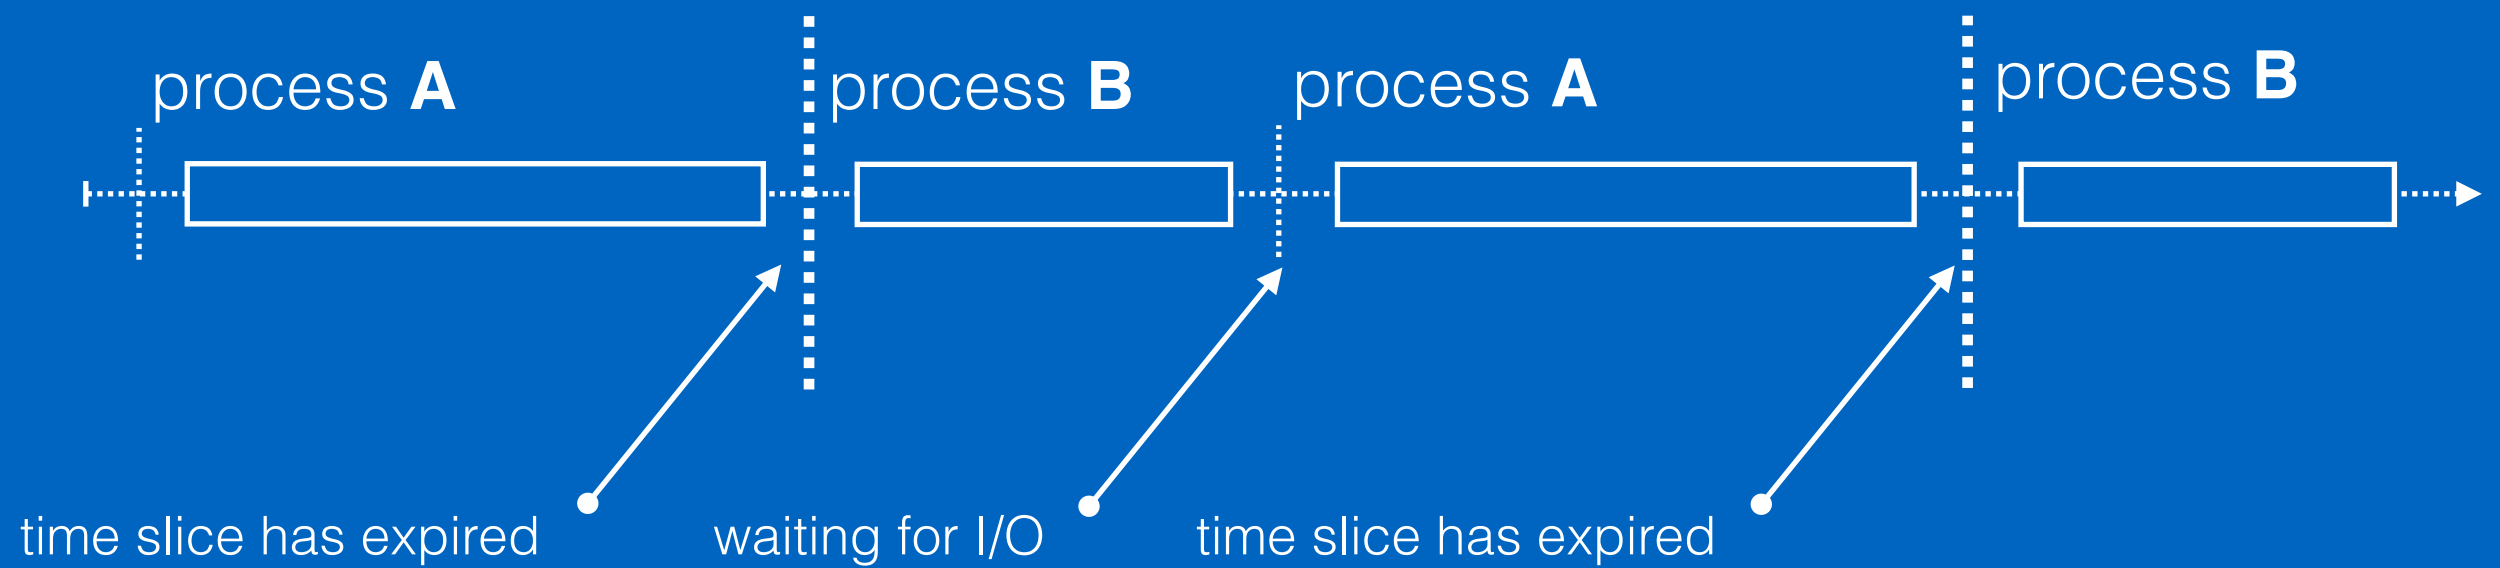 process A
process B
process A
process B
time slice has expired
waiting for I/O
time slice has expired